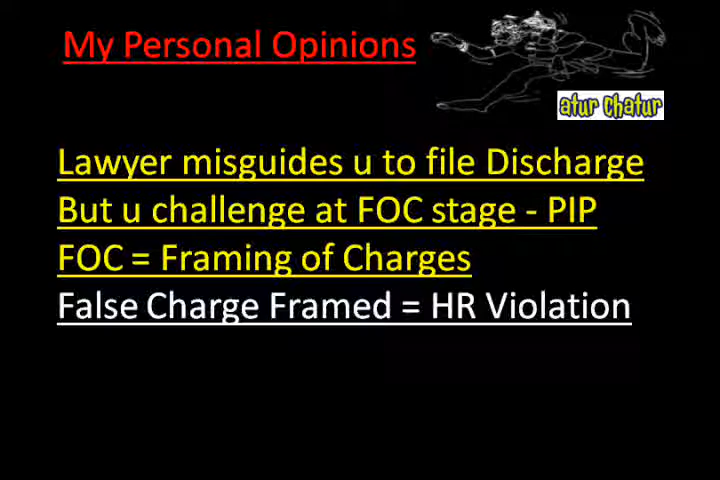 My Personal Opinions
atur chatur
Lawyer misguides u to file Discharge
But u challenge at FOC stage - PIP
FOC = Framing of Charges
False Charge Framed = HR Violation